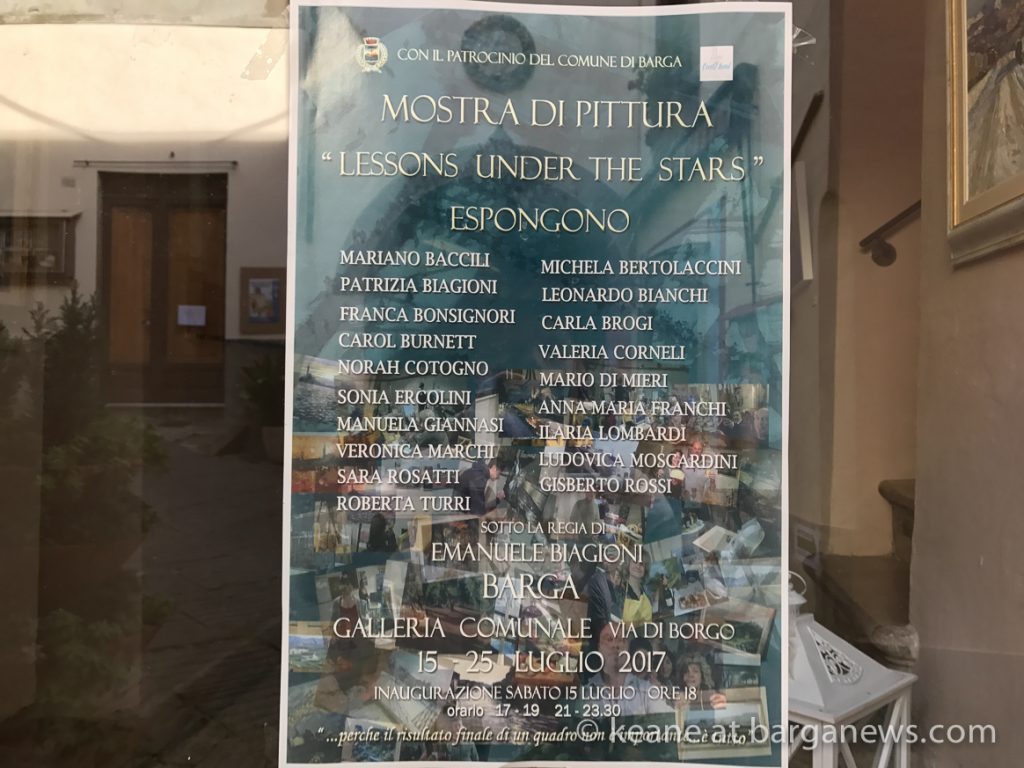 CON IL PATROCINIO DEL COMUNE DI BARGA
MOSTRA DI PITTURA
“ LESSONS UNDER THE STARS ”
ESPONGONO
MARIANO BACCILI
PATRIZIA BIAGIONI
FRANCA BONSIGNORI
CAROL BURNETT
NORAH COTOGNO
SONIA ERCOLINI
MANUELA GIANNASI
VERONICA MARCHI
SARA ROSATTI
ROBERTA TURRI
MICHELA BERTOLACCINI
LEONARDO BIANCHI
CARLA BROGI
VALERIA CORNELI
MARIO DI MIERI
ANNA MARIA FRANCHI
ILARIA LOMBARDI
LUDOVICA MOSCARDINI
GISBERTO ROSSI
SOTTO LA REGIA DI
EMANUELE BIAGIONI
BARGA
GALLERIA COMUNALE VIA DI BORGO
15 - 25 LUGLIO 2017
INAUGURAZIONE SABATO 15 LUGLIO ORE 18
orario 17 - 19 21 - 23.30
“ ...perche il risultato finale di un quadro non è importante...è tutto ”
© keane at barganews.com